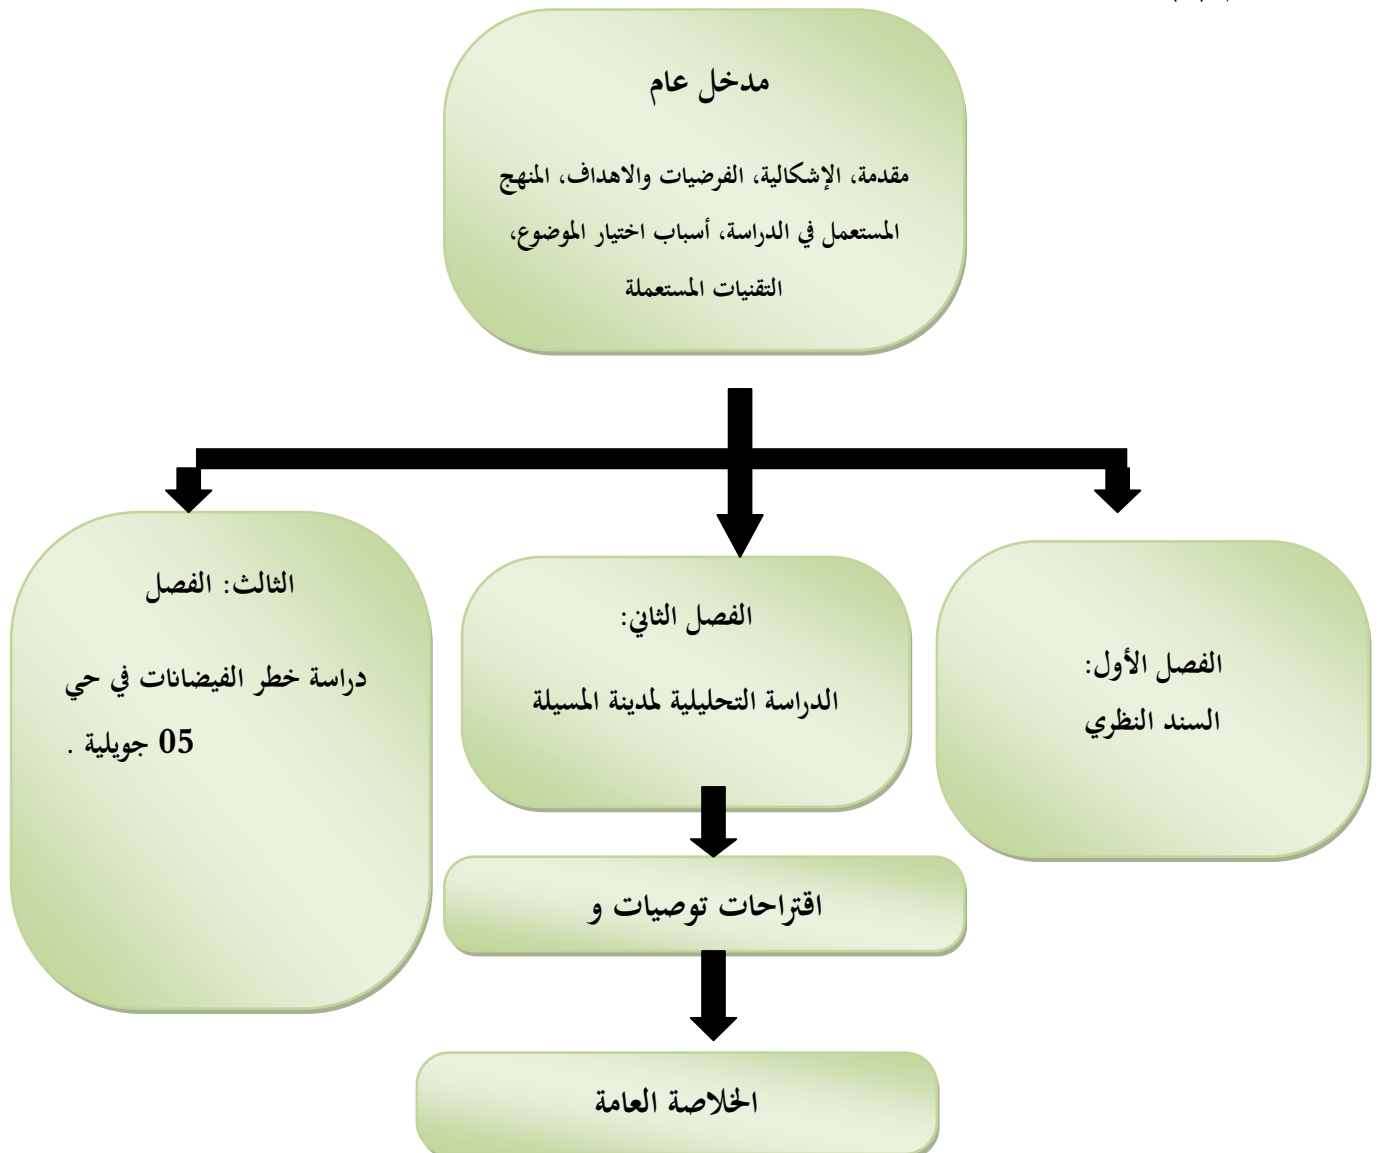 مدخل عام
مقدمة، الإشكالية، الفرضيات والاهداف، المنهج
المستعمل في الدراسة، أسباب اختيار الموضوع،
التقنيات المستعملة
الفصل الأول:
السند النظري
الفصل الثاني:
الدراسة التحليلية لمدينة المسيلة
الثالث: الفصل
دراسة خطر الفيضانات في حي
05 جويلية .
اقتراحات توصيات و
الخلاصة العامة